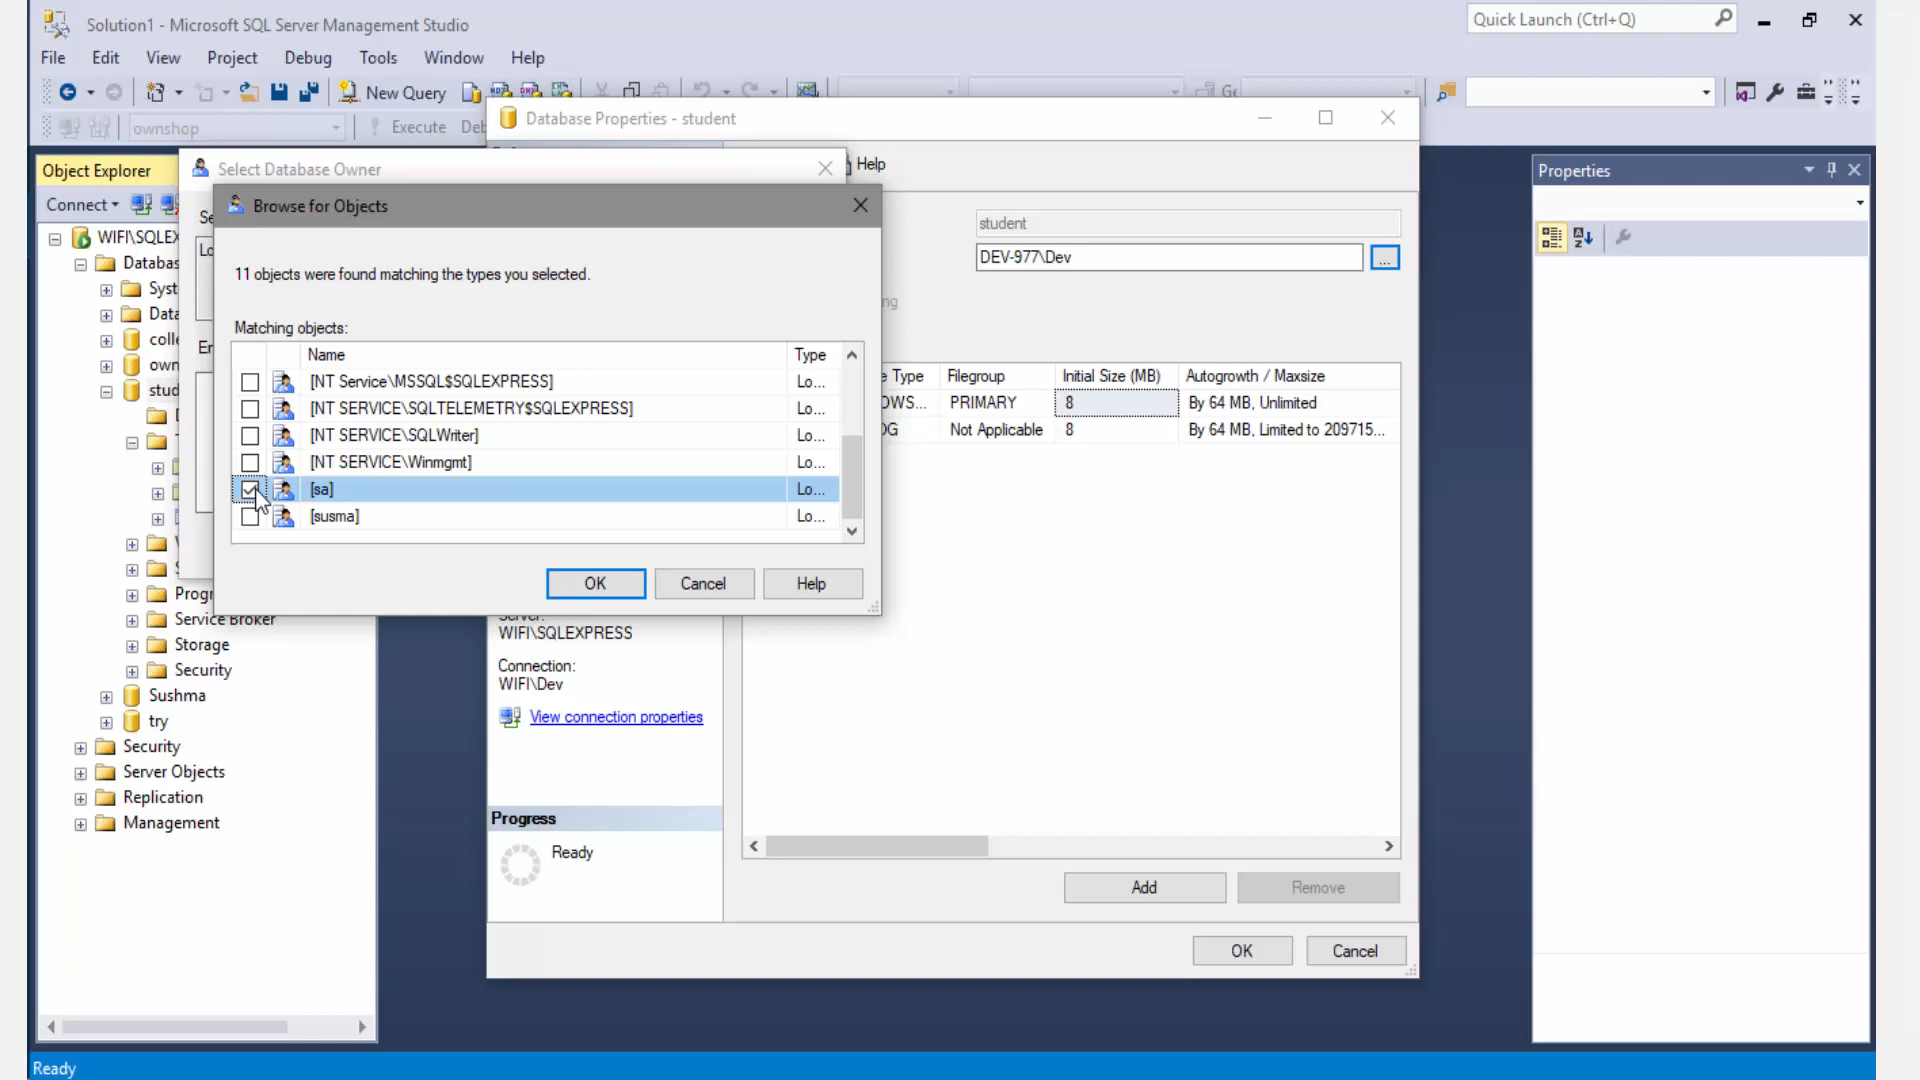 Solution1 - Microsoft SQL Server Management Studio
Quick Launch (Ctrl+Q)
File Edit View Project Debug Tools Window Help
New Query
ownshop
Execute
Database Properties - student
Object Explorer
Select Database Owner
Help
Properties
Connect
Browse for Objects
student
WIFI\SQLEX
DEV-977\Dev
...
Databas
11 objects were found matching the types you selected.
Syst
ng
Data
Matching objects:
colle
Name Type
own
e Type Filegroup Initial Size (MB) Autogrowth / Maxsize
stud
[NT Service\MSSQL$SQLEXPRESS] Lo...
OWS... PRIMARY 8 By 64 MB, Unlimited
[NT SERVICE\SQLTELEMETRY$SQLEXPRESS] Lo...
OG Not Applicable 8 By 64 MB, Limited to 209715...
[NT SERVICE\SQLWriter] Lo...
[NT SERVICE\Winmgmt] Lo...
[sa] Lo...
[susma] Lo...
OK Cancel Help
Progr
Service Broker
Server:
WIFI\SQLEXPRESS
Storage
Security
Connection:
WIFI\Dev
Sushma
View connection properties
try
Security
Server Objects
Replication
Management
Progress
Ready
Add Remove
OK Cancel
Ready